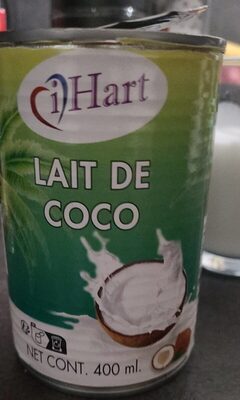 iHart
LAIT DE
COCO
NET CONT. 400 ml.